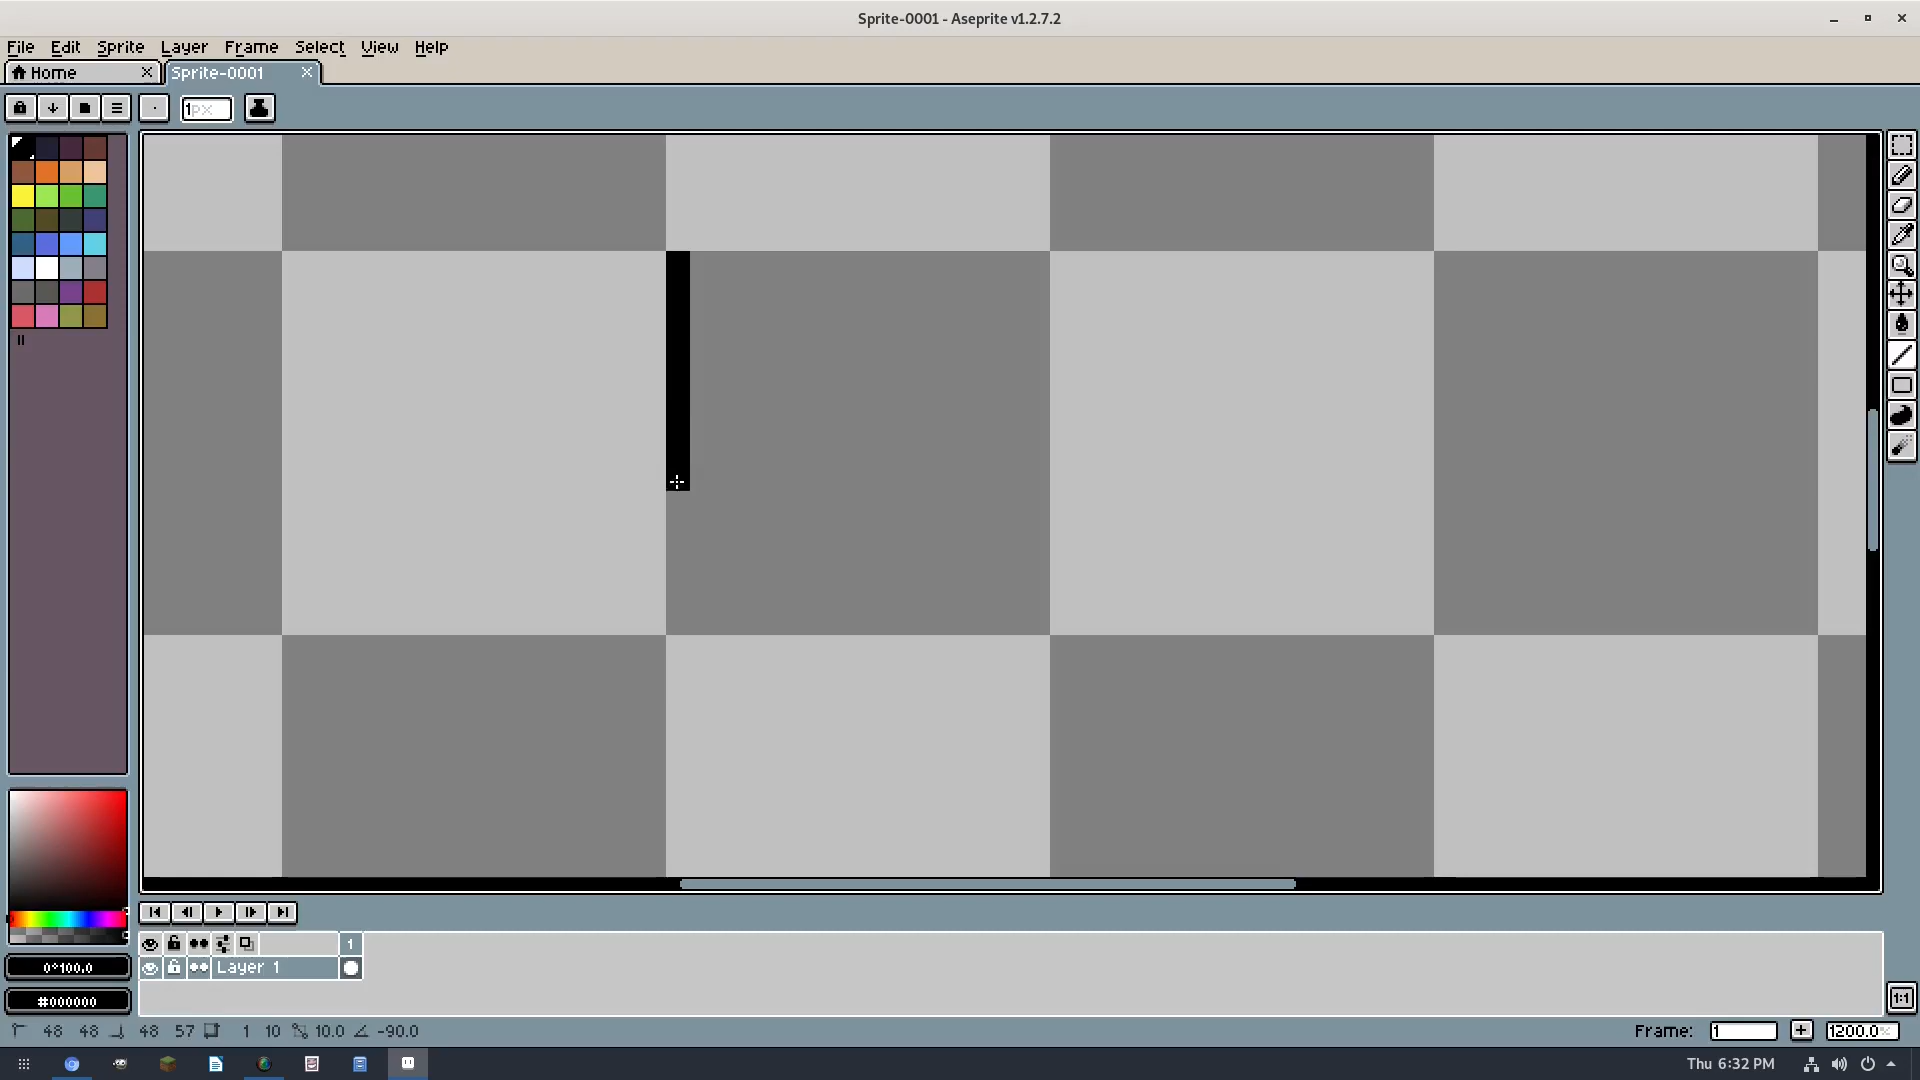 Sprite-0001 - Aseprite v1.2.7.2
File Edit Sprite Layer Frame Select View Help
Home
Sprite-0001
1px
0*100.0
#000000
1
Layer 1
48 48 48 57 1 10 10.0 -90.0
Frame: 1 + 1200.0%
1:1
Thu 6:32 PM